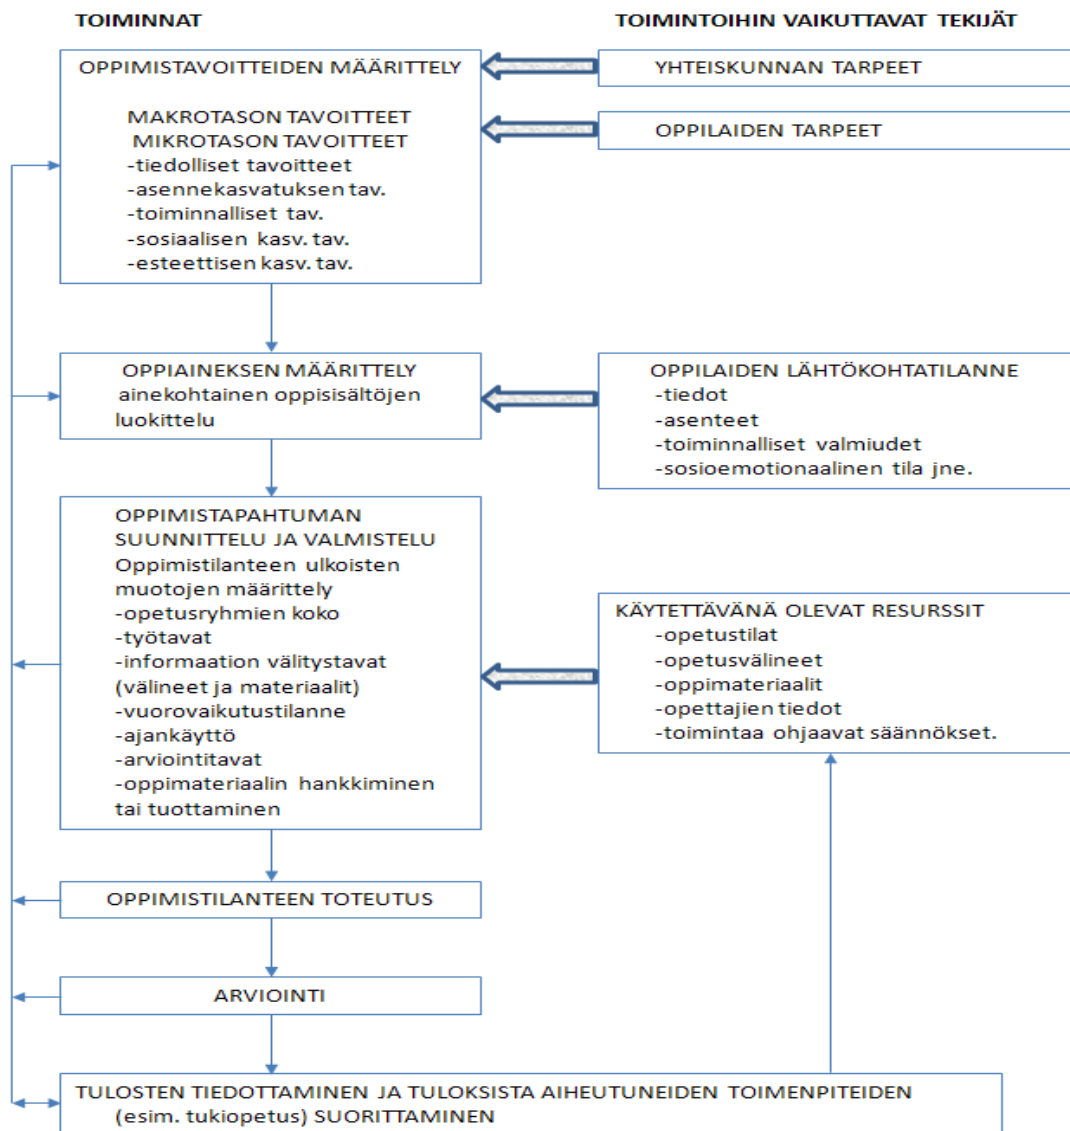 TOIMINNAT
OPPIMISTAVOITTEIDEN MÄÄRITTELY
MAKROTASON TAVOITTEET
MIKROTASON TAVOITTEET
-tiedolliset tavoitteet
-asennekasvatuksen tav.
-toiminnalliset tav.
-sosiaalisen kasv. tav.
-esteettisen kasv. tav.
OPPIAINEKSEN MÄÄRITTELY
ainekohtainen oppisisältöjen
luokittelu
OPPIMISTAPAHTUMAN
SUUNNITTELU JA VALMISTELU
Oppimistilanteen ulkoisten
muotojen määrittely
-opetusryhmien koko
-työtavat
-informaation välitystavat
(välineet ja materiaalit)
-vuorovaikutustilanne
-ajankäyttö
-arviointitavat
-oppimateriaalin hankkiminen
tai tuottaminen
OPPIMISTILANTEEN TOTEUTUS
ARVIOINTI
TULOSTEN TIEDOTTAMINEN JA TULOKSISTA AIHEUTUNEIDEN TOIMENPITEIDEN
(esim. tukiopetus) SUORITTAMINEN
TOIMINTOIHIN VAIKUTTAVAT TEKIJÄT
YHTEISKUNNAN TARPEET
OPPILAIDEN TARPEET
OPPILAIDEN LÄHTÖKOHTATILANNE
-tiedot
-asenteet
-toiminnalliset valmiudet
-sosioemotionaalinen tila jne.
KÄYTETTÄVÄNÄ OLEVAT RESURSSIT
-opetustilat
-opetusvälineet
-oppimateriaalit
-opettajien tiedot
-toimintaa ohjaavat säännökset.